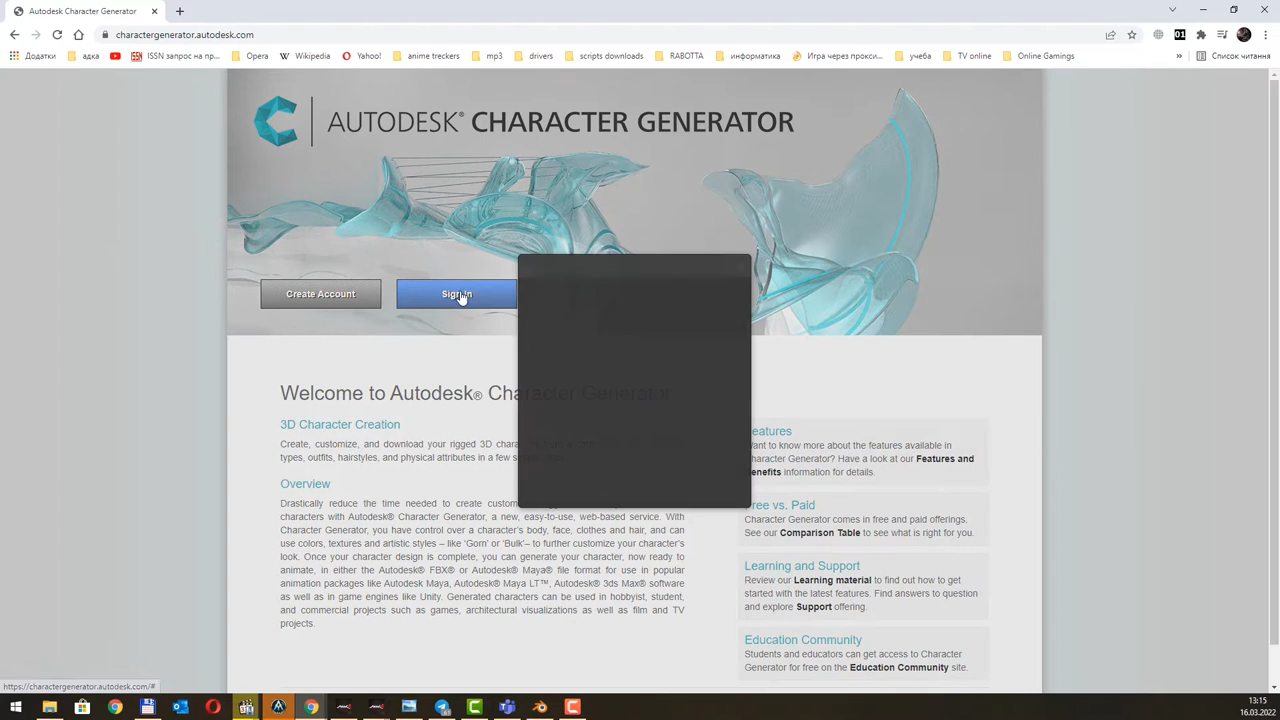 Autodesk Character Generator
charactergenerator.autodesk.com
01
Додатки
адка
ISSN запрос на пр...
Opera
Wikipedia
Yahoo!
anime treckers
mp3
drivers
scripts downloads
RABOTTA
информатика
Игра через прокси...
учеба
TV online
Online Gamings
»
Список читання
AUTODESK® CHARACTER GENERATOR
Create Account
Sign In
Welcome to Autodesk® Character Generator
3D Character Creation
Create, customize, and download your rigged 3D
types, outfits, hairstyles, and physical attributes in a few
Overview
Drastically reduce the time needed to create custom
characters with Autodesk® Character Generator, a new, easy-to-use, web-based service. With
Character Generator, you have control over a character's body, face, clothes and hair, and can
use colors, textures and artistic styles – like 'Gorn' or 'Bulk'– to further customize your character's
look. Once your character design is complete, you can generate your character, now ready to
animate, in either the Autodesk® FBX® or Autodesk® Maya® file format for use in popular
animation packages like Autodesk Maya, Autodesk® Maya LT™, Autodesk® 3ds Max® software
as well as in game engines like Unity. Generated characters can be used in hobbyist, student,
and commercial projects such as games, architectural visualizations as well as film and TV
projects.
eatures
Want to know more about the features available in
Character Generator? Have a look at our Features and
Benefits information for details.
Free vs. Paid
Character Generator comes in free and paid offerings.
See our Comparison Table to see what is right for you.
Learning and Support
Review our Learning material to find out how to get
started with the latest features. Find answers to question
and explore Support offering.
Education Community
Students and educators can get access to Character
Generator for free on the Education Community site.
https://charactergenerator.autodesk.com/#
13:15
16.03.2022